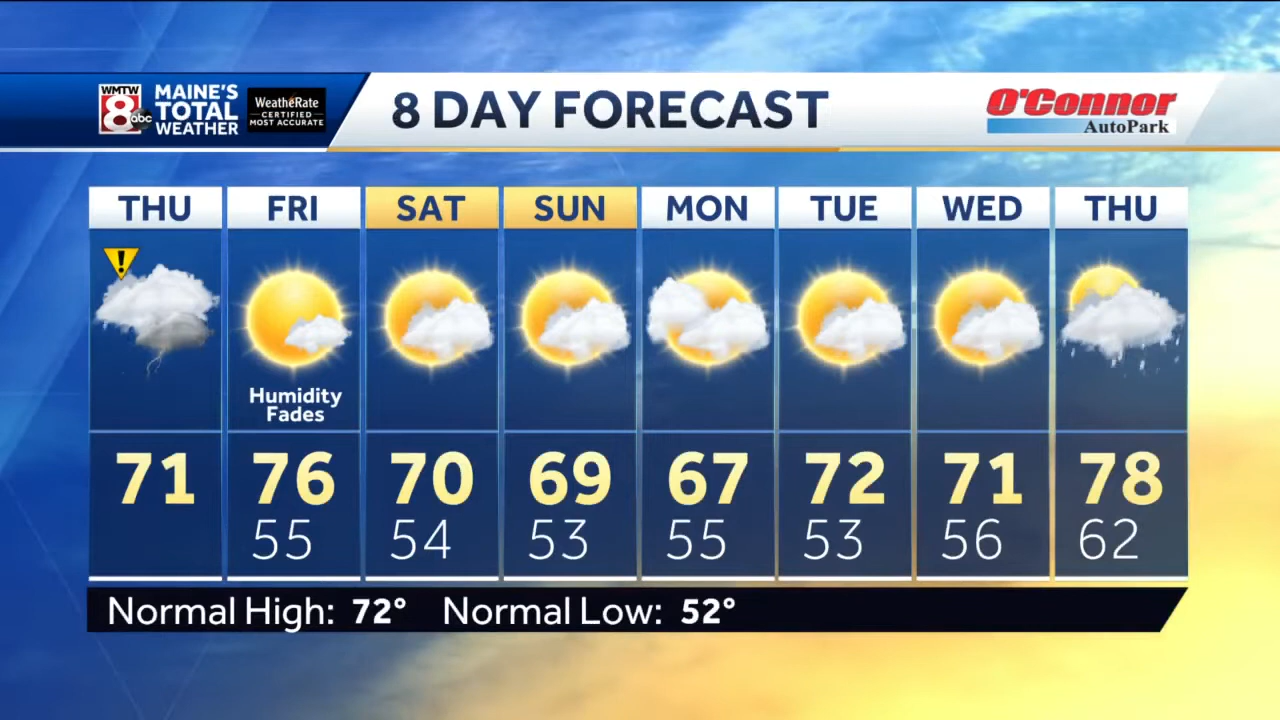 WMTW
8
abc
MAINE'S
TOTAL
WEATHER
WeatheRate
CERTIFIED
MOST ACCURATE
8 DAY FORECAST
O'Connor
AutoPark
THU FRI SAT SUN MON TUE WED THU
!
Humidity
Fades
71 76 70 69 67 72 71 78
55 54 53 55 53 56 62
Normal High: 72° Normal Low: 52°